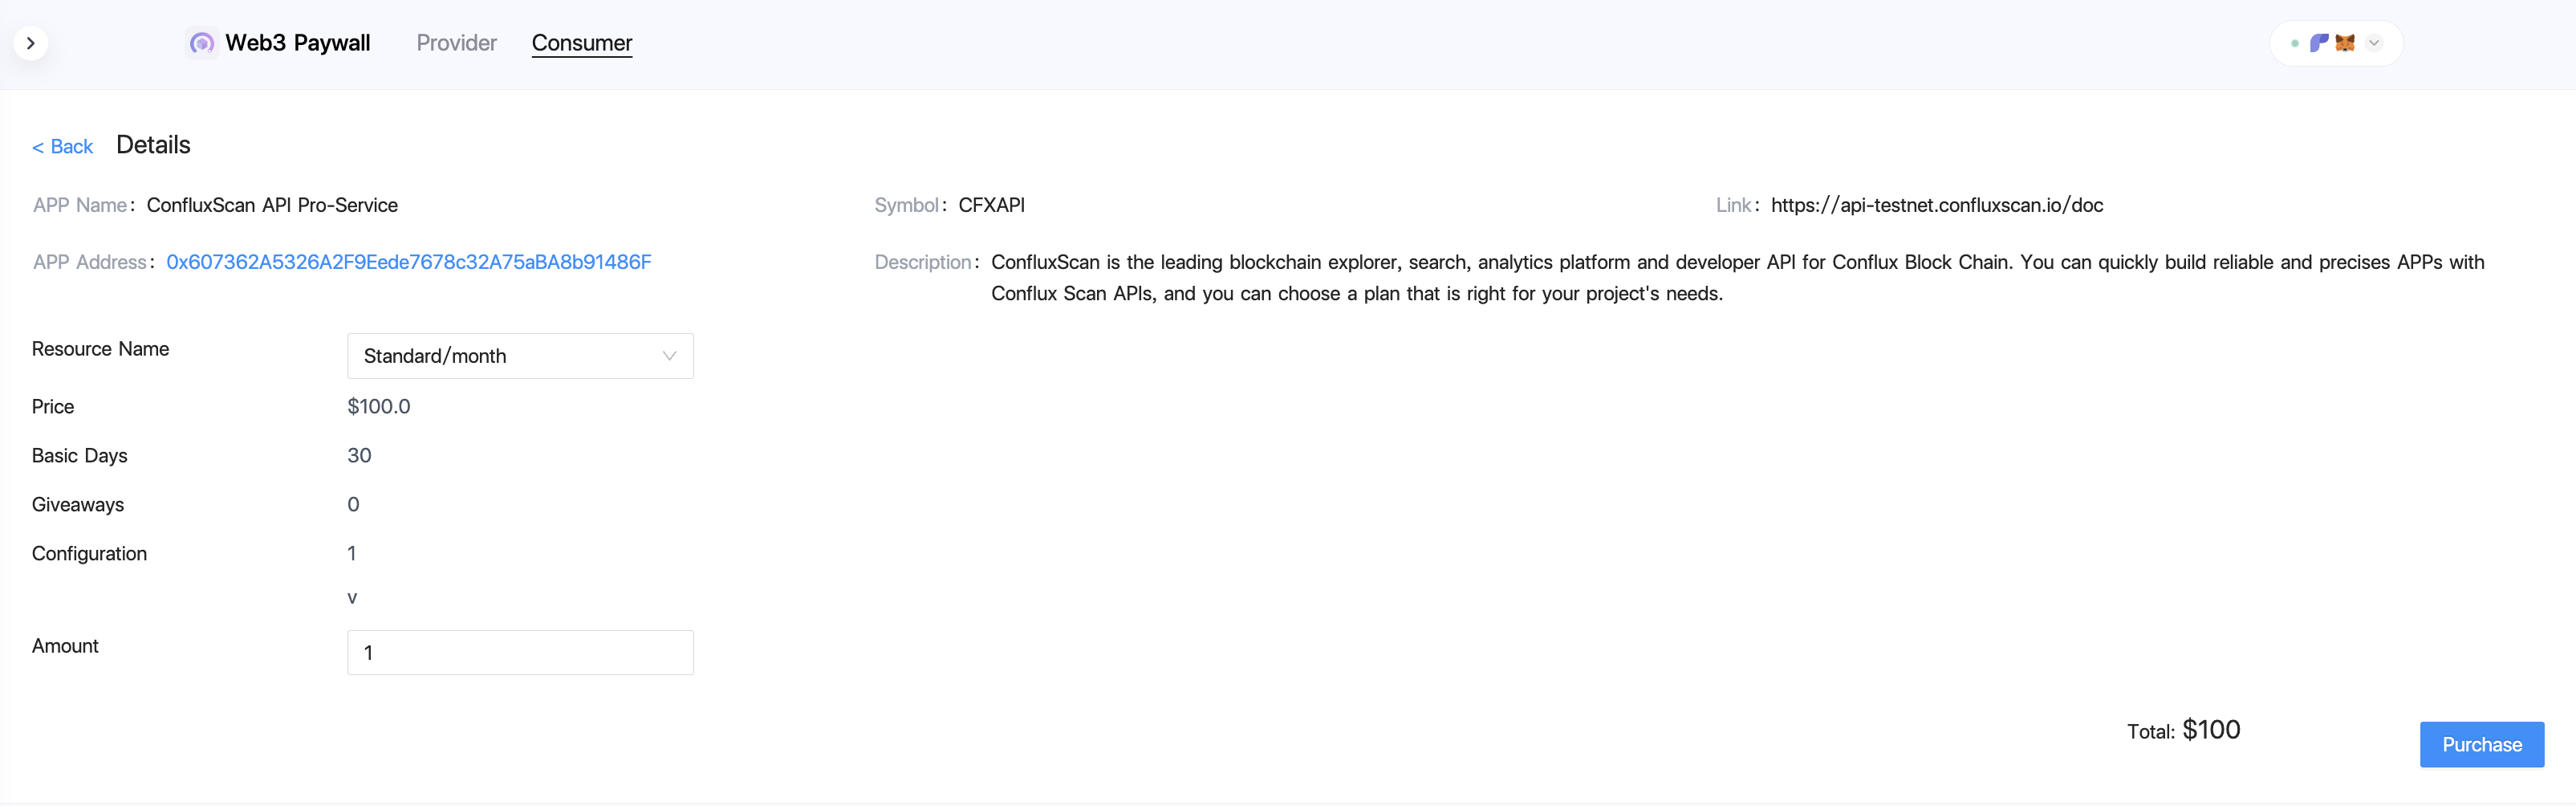 Web3 Paywall Provider Consumer
< Back Details
APP Name: ConfluxScan API Pro-Service Symbol: CFXAPI Link: https://api-testnet.confluxscan.io/doc
APP Address: 0x607362A5326A2F9Eede7678c32A75aBA8b91486F Description: ConfluxScan is the leading blockchain explorer, search, analytics platform and developer API for Conflux Block Chain. You can quickly build reliable and precises APPs with
Conflux Scan APIs, and you can choose a plan that is right for your project's needs.
Resource Name Standard/month
Price $100.0
Basic Days 30
Giveaways 0
Configuration 1
v
Amount 1
Total: $100
Purchase